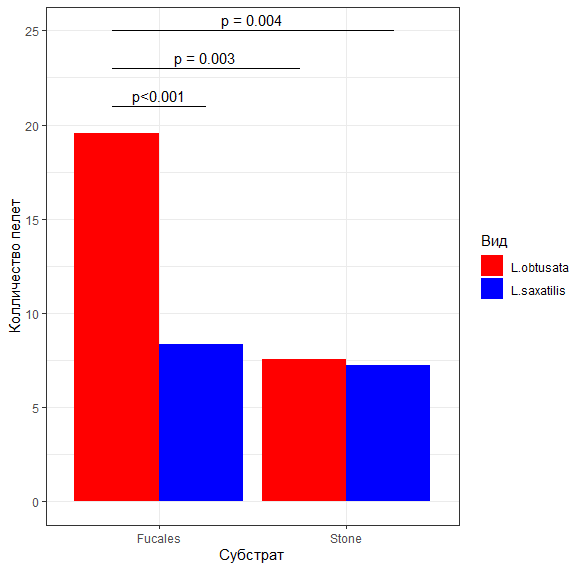 p = 0.004
p = 0.003
p<0.001
25
20
15
10
5
0
Колличество пелет
Fucales
Stone
Субстрат
Вид
L.obtusata
L.saxatilis